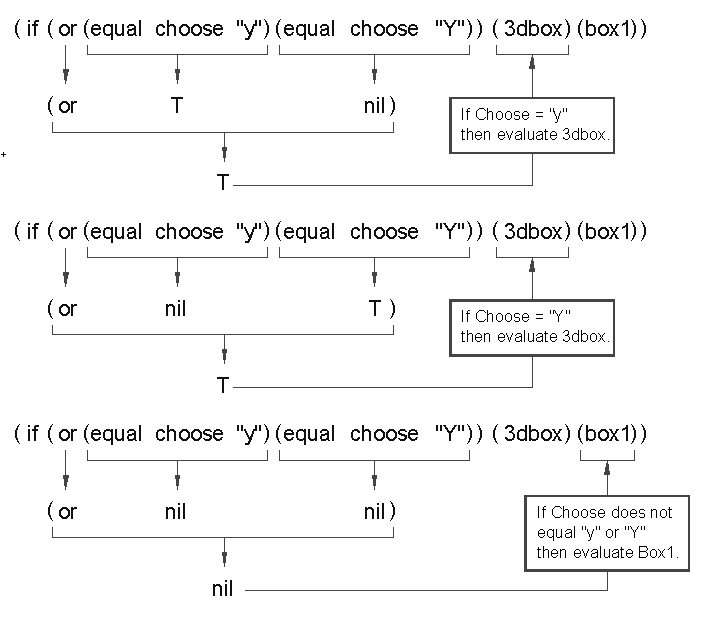 (if (or (equal choose "y") (equal choose "Y")) (3dbox) (box1))
(or T nil)
If Choose = "y"
then evaluate 3dbox.
T
(if (or (equal choose "y") (equal choose "Y")) (3dbox) (box1))
(or nil T )
If Choose = "Y"
then evaluate 3dbox.
T
(if (or (equal choose "y") (equal choose "Y")) (3dbox) (box1))
(or nil nil)
If Choose does not
equal "y" or "Y"
then evaluate Box1.
nil